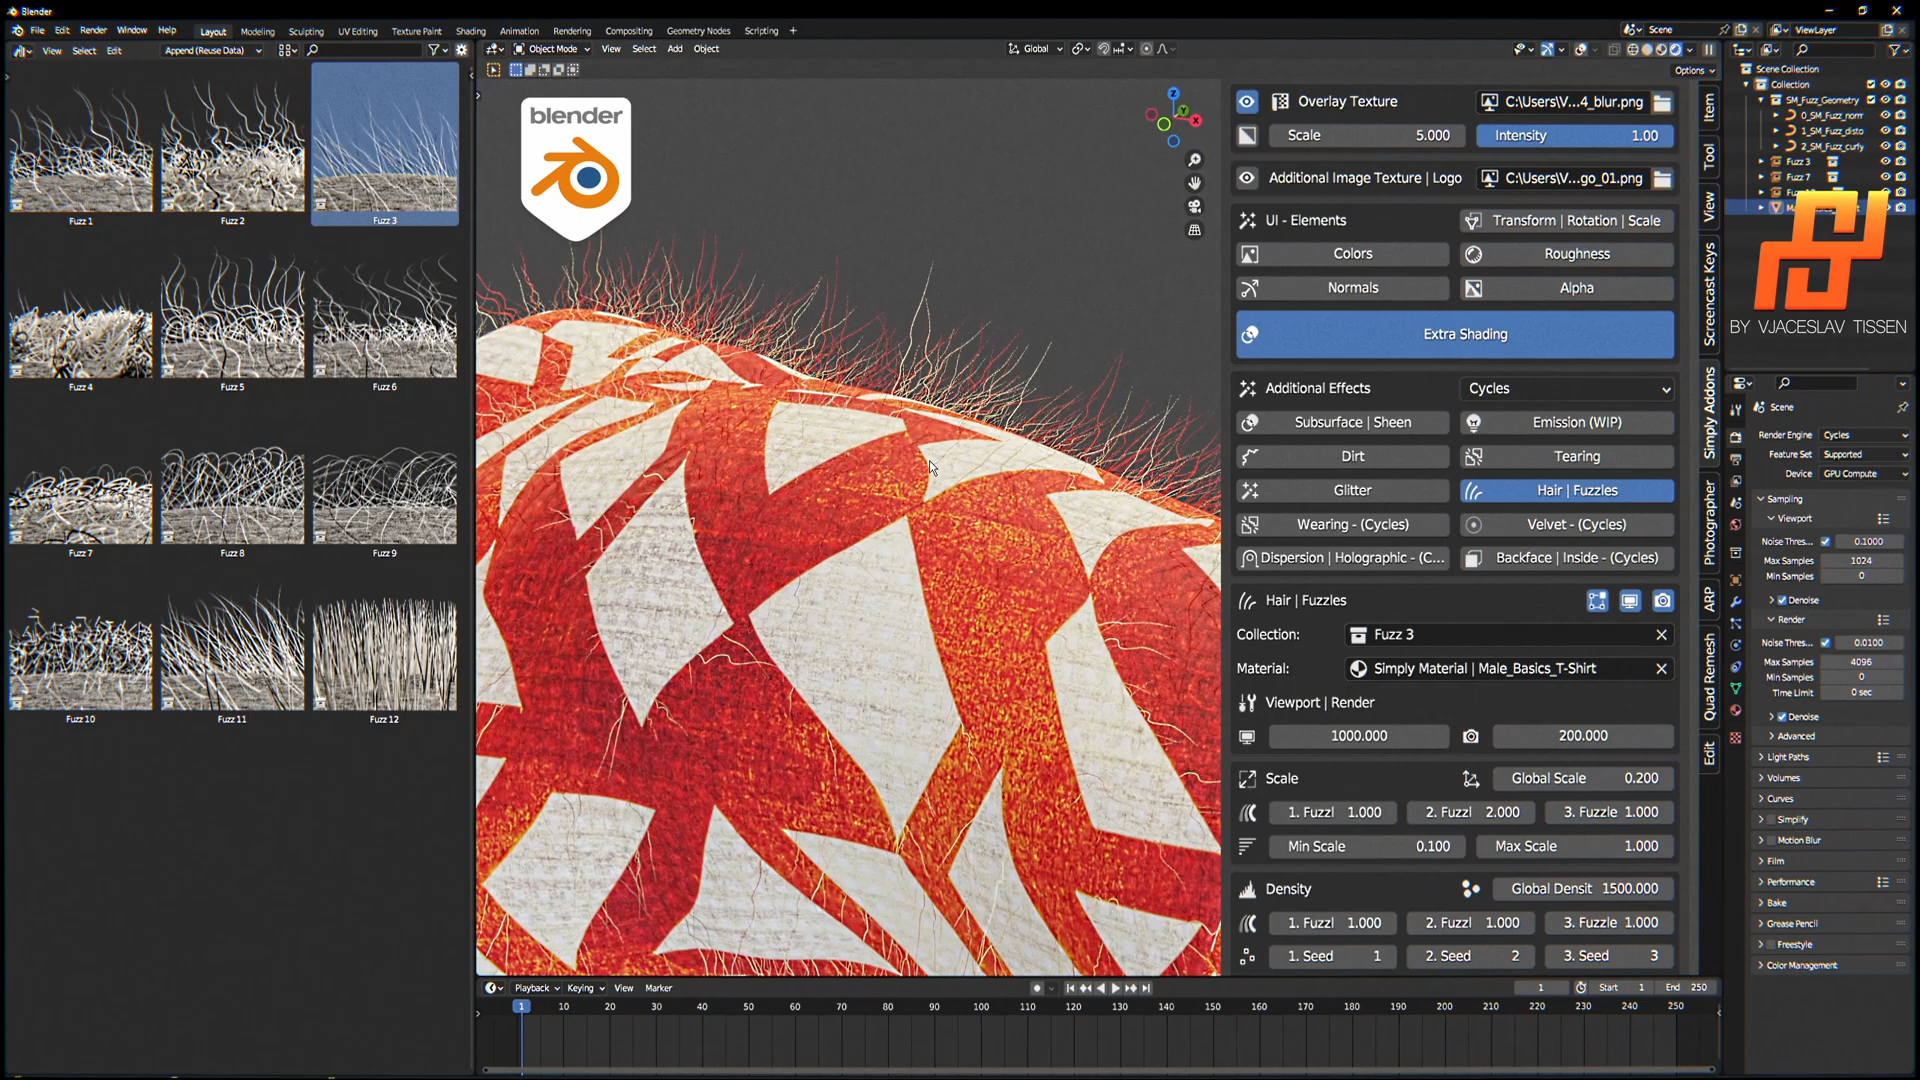 Blender
File Edit Render Window Help
Layout Modeling Sculpting UV Editing Texture Paint Shading Animation Rendering Compositing Geometry Nodes Scripting +
Scene
ViewLayer
View Select Edit
Append (Reuse Data)
Object Mode
View Select Add Object
Global
Options
Fuzz 1
Fuzz 2
Fuzz 3
Fuzz 4
Fuzz 5
Fuzz 6
Fuzz 7
Fuzz 8
Fuzz 9
Fuzz 10
Fuzz 11
Fuzz 12
blender
Z
Y
X
Overlay Texture
C:\Users\V...4_blur.png
Scale 5.000
Intensity 1.00
Additional Image Texture | Logo
C:\Users\V...go_01.png
UI - Elements
Transform | Rotation | Scale
Colors
Roughness
Normals
Alpha
Extra Shading
Additional Effects
Cycles
Subsurface | Sheen
Emission (WIP)
Dirt
Tearing
Glitter
Hair | Fuzzles
Wearing - (Cycles)
Velvet - (Cycles)
Dispersion | Holographic - (C...
Backface | Inside - (Cycles)
Hair | Fuzzles
Collection: Fuzz 3
Material: Simply Material | Male_Basics_T-Shirt
Viewport | Render
1000.000
200.000
Scale
Global Scale 0.200
1. Fuzzl 1.000
2. Fuzzl 2.000
3. Fuzzle 1.000
Min Scale 0.100
Max Scale 1.000
Density
Global Densit 1500.000
1. Fuzzl 1.000
2. Fuzzl 1.000
3. Fuzzle 1.000
1. Seed 1
2. Seed 2
3. Seed 3
Item
Tool
View
Screencast Keys
Simply Addons
Photographer
ARP
Quad Remesh
Edit
Scene Collection
Collection
SM_Fuzz_Geometry
0_SM_Fuzz_norr
1_SM_Fuzz_disto
2_SM_Fuzz_curly
Fuzz 3
Fuzz 7
BY VJACESLAV TISSEN
Scene
Render Engine Cycles
Feature Set Supported
Device GPU Compute
Sampling
Viewport
Noise Thres... 0.1000
Max Samples 1024
Min Samples 0
Denoise
Render
Noise Thres... 0.0100
Max Samples 4096
Min Samples 0
Time Limit 0 sec
Denoise
Advanced
Light Paths
Volumes
Curves
Simplify
Motion Blur
Film
Performance
Bake
Grease Pencil
Freestyle
Color Management
Playback Keying View Marker
1
Start 1
End 250
1 10 20 30 40 50 60 70 80 90 100 110 120 130 140 150 160 170 180 190 200 210 220 230 240 250